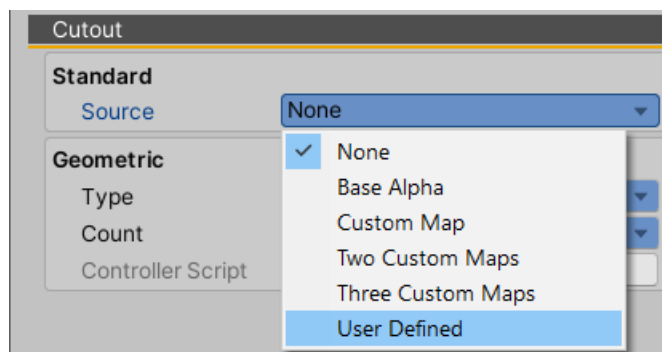 Cutout
Standard
Source None
None
Geometric
Base Alpha
Type
Custom Map
Count
Two Custom Maps
Controller Script
Three Custom Maps
User Defined